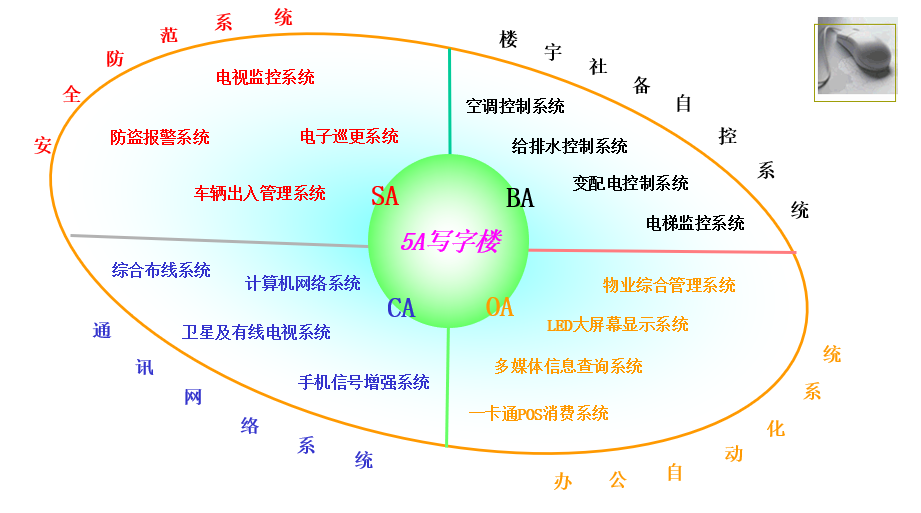 安全防范系统
电视监控系统
防盗报警系统
电子巡更系统
车辆出入管理系统
SA
楼宇社备自控系统
空调控制系统
给排水控制系统
变配电控制系统
电梯监控系统
BA
5A写字楼
综合布线系统
计算机网络系统
卫星及有线电视系统
手机信号增强系统
CA
通讯网络系统
OA
物业综合管理系统
LED大屏幕显示系统
多媒体信息查询系统
一卡通POS消费系统
办公自动化系统